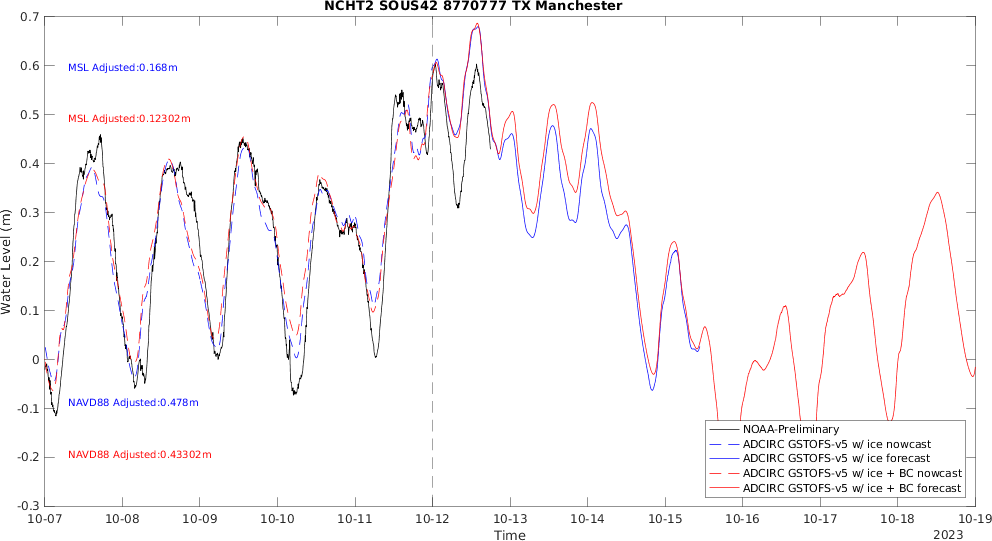 NCHT2 SOUS42 8770777 TX Manchester
0.7
0.6
0.5
0.4
0.3
0.2
0.1
0
-0.1
-0.2
-0.3
Water Level (m)
MSL Adjusted:0.168m
MSL Adjusted:0.12302m
NAVD88 Adjusted:0.478m
NAVD88 Adjusted:0.43302m
NOAA-Preliminary
ADCIRC GSTOFS-v5 w/ ice nowcast
ADCIRC GSTOFS-v5 w/ ice forecast
ADCIRC GSTOFS-v5 w/ ice + BC nowcast
ADCIRC GSTOFS-v5 w/ ice + BC forecast
10-07 10-08 10-09 10-10 10-11 10-12 10-13 10-14 10-15 10-16 10-17 10-18 10-19
Time
2023